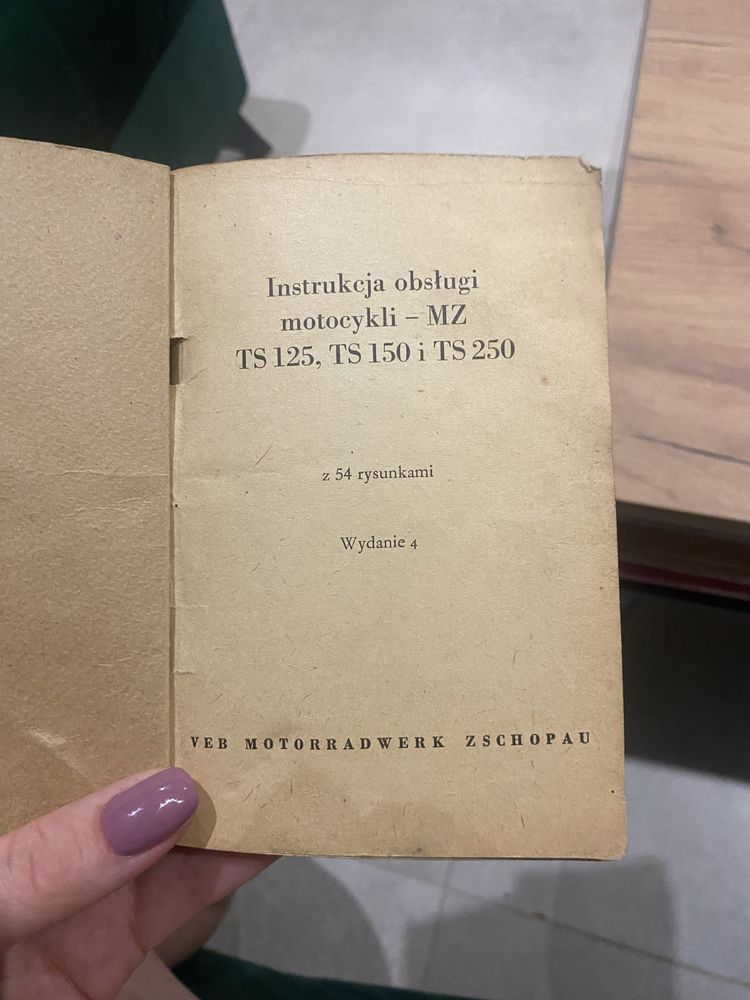 Instrukcja obsługi
motocykli – MZ
TS 125, TS 150 i TS 250
z 54 rysunkami
Wydanie 4
VEB MOTORRADWERK ZSCHOPAU